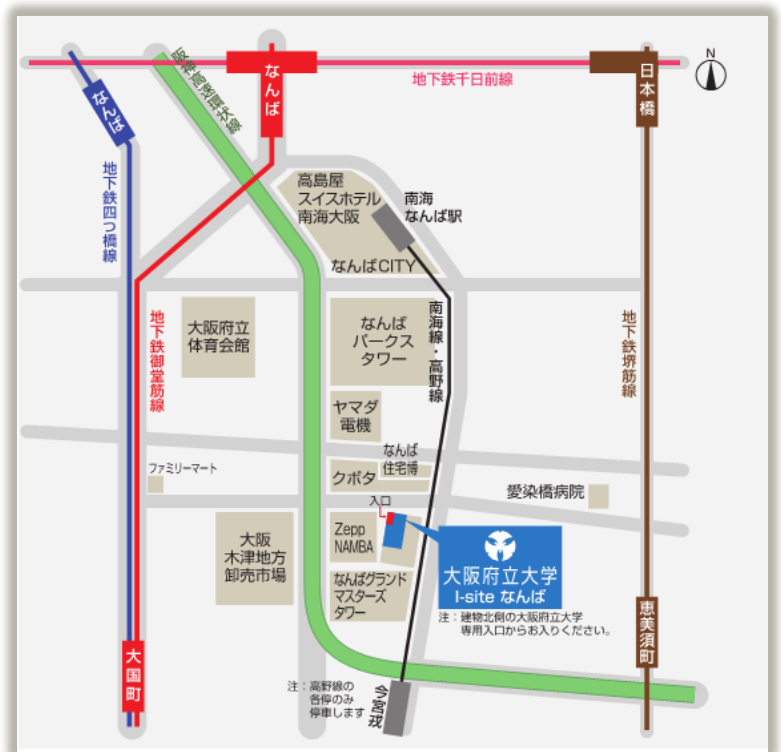 阪神高速環状線
なんば
なんば
地下鉄千日前線
日本橋
N
地下鉄四つ橋線
高島屋
スイスホテル
南海大阪
南海
なんば駅
なんばCITY
地下鉄御堂筋線
大阪府立
体育会館
なんば
パークス
タワー
南海線・高野線
地下鉄堺筋線
ヤマダ
電機
なんば
住宅博
ファミリーマート
クボタ
愛染橋病院
入口
大阪
木津地方
卸売市場
Zepp
NAMBA
大阪府立大学
I-site なんば
なんばグランド
マスターズ
タワー
注：建物北側の大阪府立大学
専用入口からお入りください。
恵美須町
大国町
注：高野線の
各停のみ
停車します
今宮戎